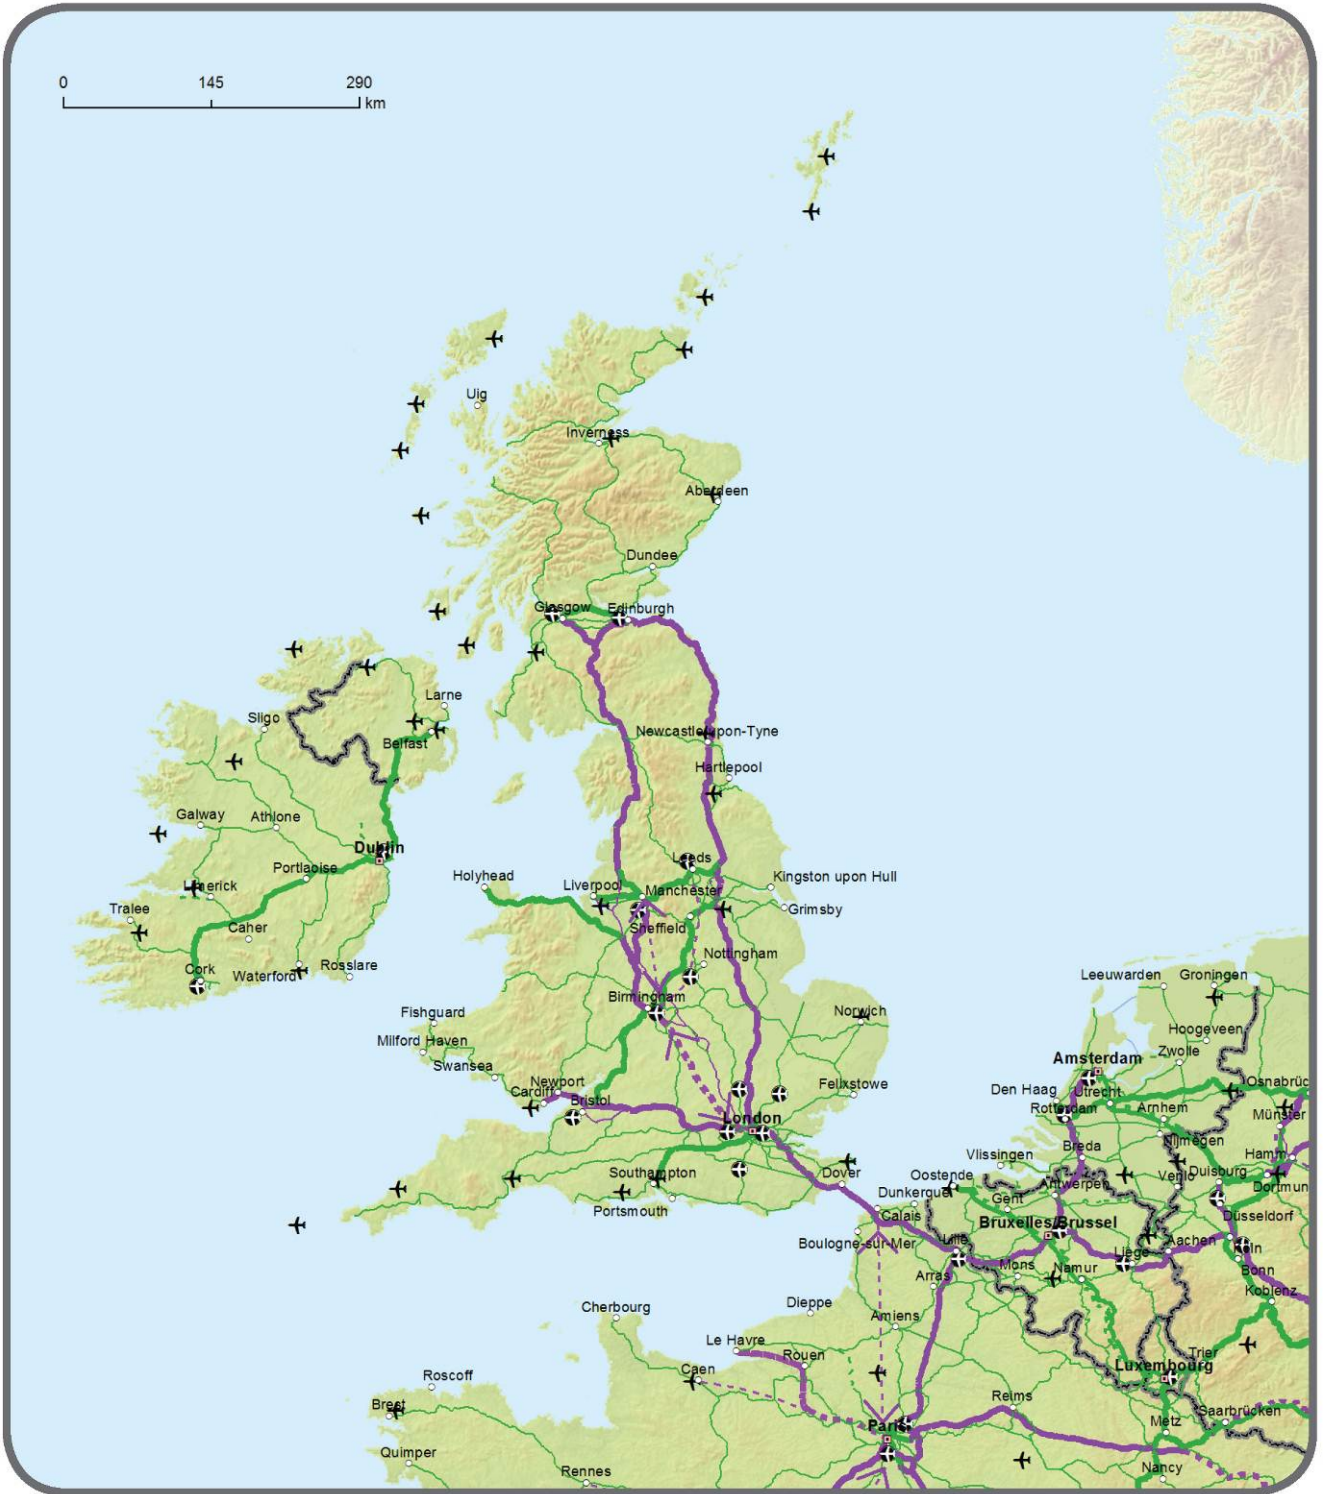 0 145 290
km
Uig
Inverness
Aberdeen
Dundee
Glasgow Edinburgh
Larne
Sligo
Newcastle-upon-Tyne
Belfast
Hartlepool
Galway Athlone
Dublin
Leeds
Portlaoise
Holyhead
Kingston upon Hull
Limerick
Liverpool
Manchester
Tralee
Grimsby
Caher
Sheffield
Nottingham
Cork
Waterford
Rosslare
Leeuwarden Groningen
Birmingham
Fishguard
Norwich
Hoogeveen
Milford Haven
Zwolle
Amsterdam
Swansea
Newport
Cardiff
Felixstowe
Den Haag
Utrecht
Osnabrüc
Bristol
Rotterdam
Arnhem
Münster
London
Nijmegen
Breda
Hamm
Vlissingen
Southampton
Dover
Oostende
Venlo
Duisburg
Dortmun
Antwerpen
Dunkerque
Gent
Portsmouth
Calais
Bruxelles/Brussel
Düsseldorf
Boulogne-sur-Mer
Lille
Liege
Aachen
Köln
Mons
Namur
Bonn
Arras
Koblenz
Dieppe
Cherbourg
Amiens
Le Havre
Rouen
Trier
Luxembourg
Caen
Roscoff
Reims
Brest
Saarbrücken
Paris
Metz
Quimper
Nancy
Rennes